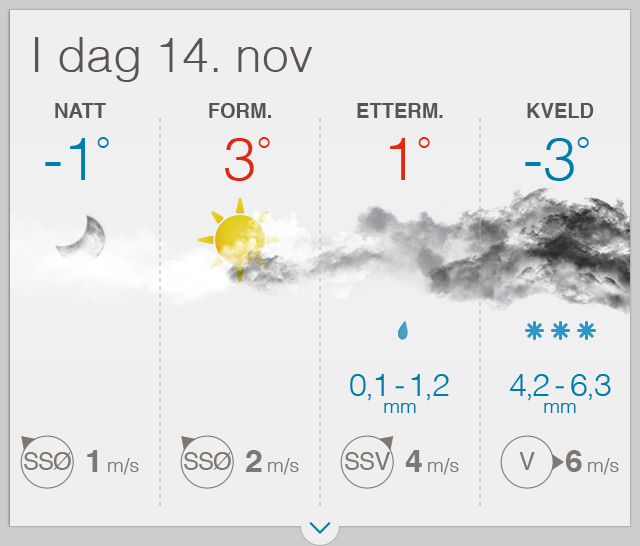 I dag 14. nov
NATT FORM. ETTERM. KVELD
-1° 3° 1° -3°
0,1 - 1,2 4,2 - 6,3
mm mm
SSØ 1 m/s SSØ 2 m/s SSV 4 m/s V 6 m/s